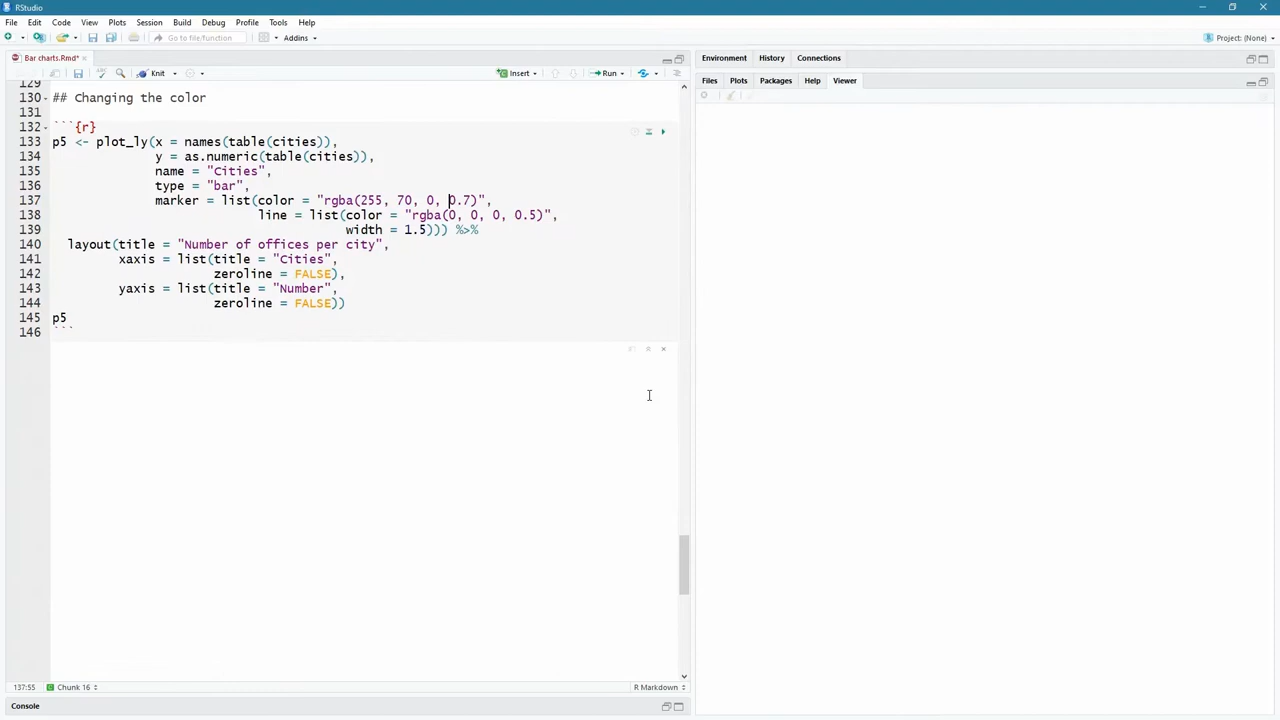 RStudio
File Edit Code View Plots Session Build Debug Profile Tools Help
Go to file/function Addins Project: (None)
Bar charts.Rmd* Environment History Connections
Knit Insert Run Files Plots Packages Help Viewer
129
130 ## Changing the color
131
132 ```{r}
133 p5 <- plot_ly(x = names(table(cities)),
134 y = as.numeric(table(cities)),
135 name = "Cities",
136 type = "bar",
137 marker = list(color = "rgba(255, 70, 0, 0.7)",
138 line = list(color = "rgba(0, 0, 0, 0.5)",
139 width = 1.5))) %>%
140 layout(title = "Number of offices per city",
141 xaxis = list(title = "Cities",
142 zeroline = FALSE),
143 yaxis = list(title = "Number",
144 zeroline = FALSE))
145 p5
146 ```
137:55 Chunk 16 R Markdown
Console